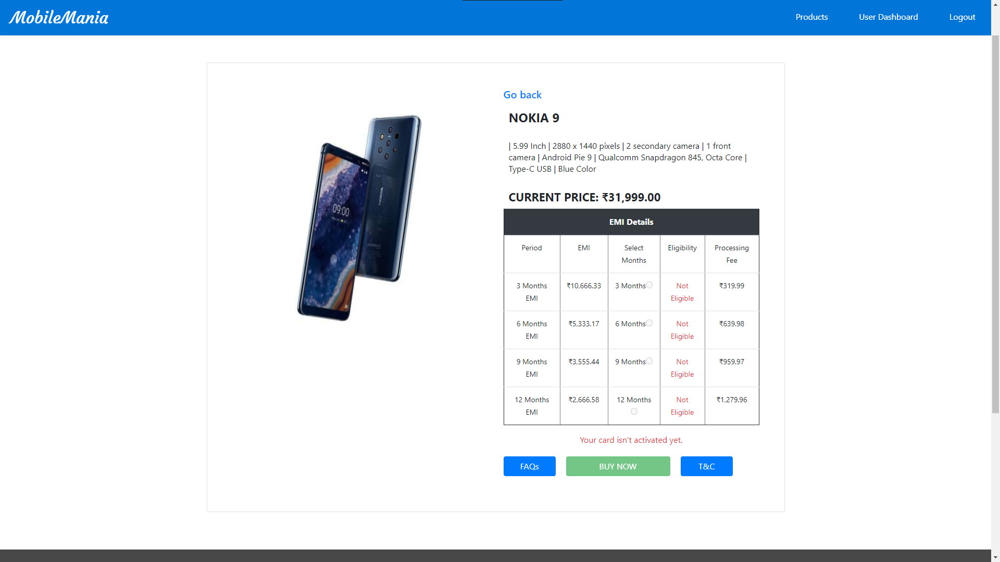 MobileMania
Products
User Dashboard
Logout
Go back
NOKIA 9
| 5.99 Inch | 2880 x 1440 pixels | 2 secondary camera | 1 front
camera | Android Pie 9 | Qualcomm Snapdragon 845, Octa Core |
Type-C USB | Blue Color
CURRENT PRICE: ₹31,999.00
EMI Details
Period
EMI
Select
Months
Eligibility
Processing
Fee
3 Months
EMI
₹10,666.33
3 Months
Not
Eligible
₹319.99
6 Months
EMI
₹5,333.17
6 Months
Not
Eligible
₹639.98
9 Months
EMI
₹3,555.44
9 Months
Not
Eligible
₹959.97
12 Months
EMI
₹2,666.58
12 Months
Not
Eligible
₹1,279.96
Your card isn't activated yet.
FAQs
BUY NOW
T&C
09:00
NOKIA